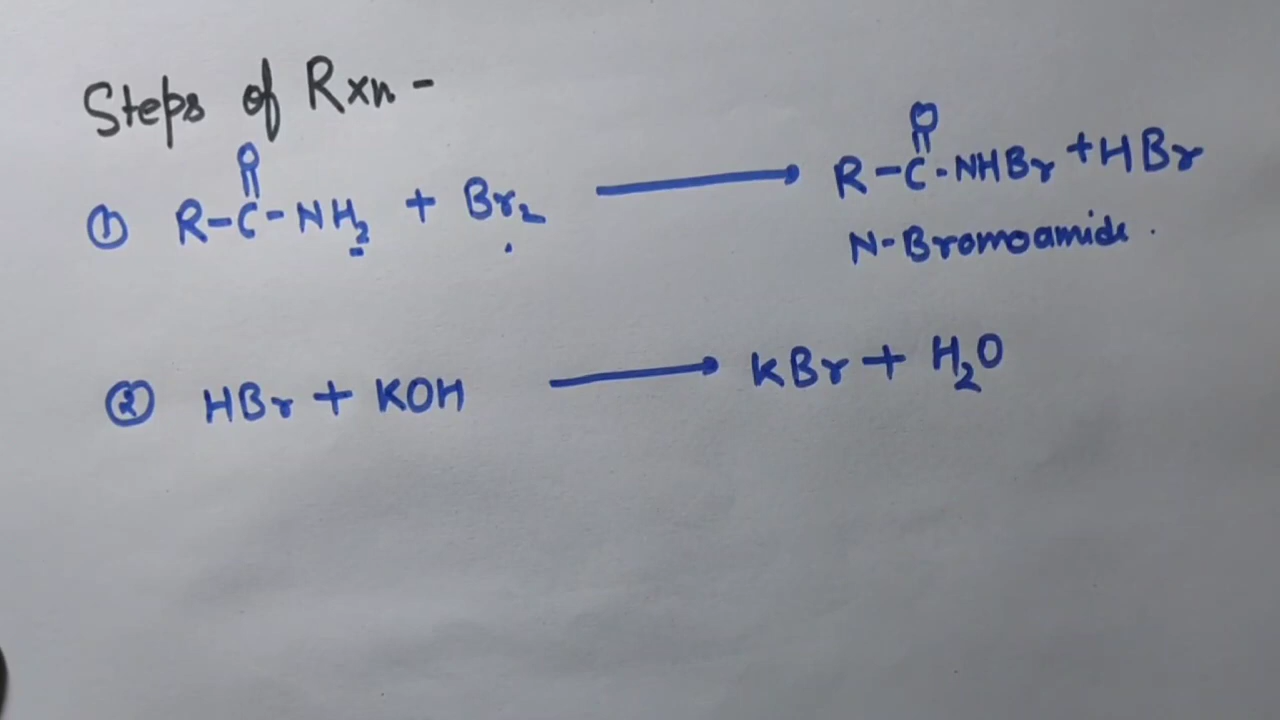 Steps of Rxn -
① R-C(=O)-NH₂ + Br₂ ⟶ R-C(=O)-NHBr + HBr
N-Bromoamide.
② HBr + KOH ⟶ KBr + H₂O